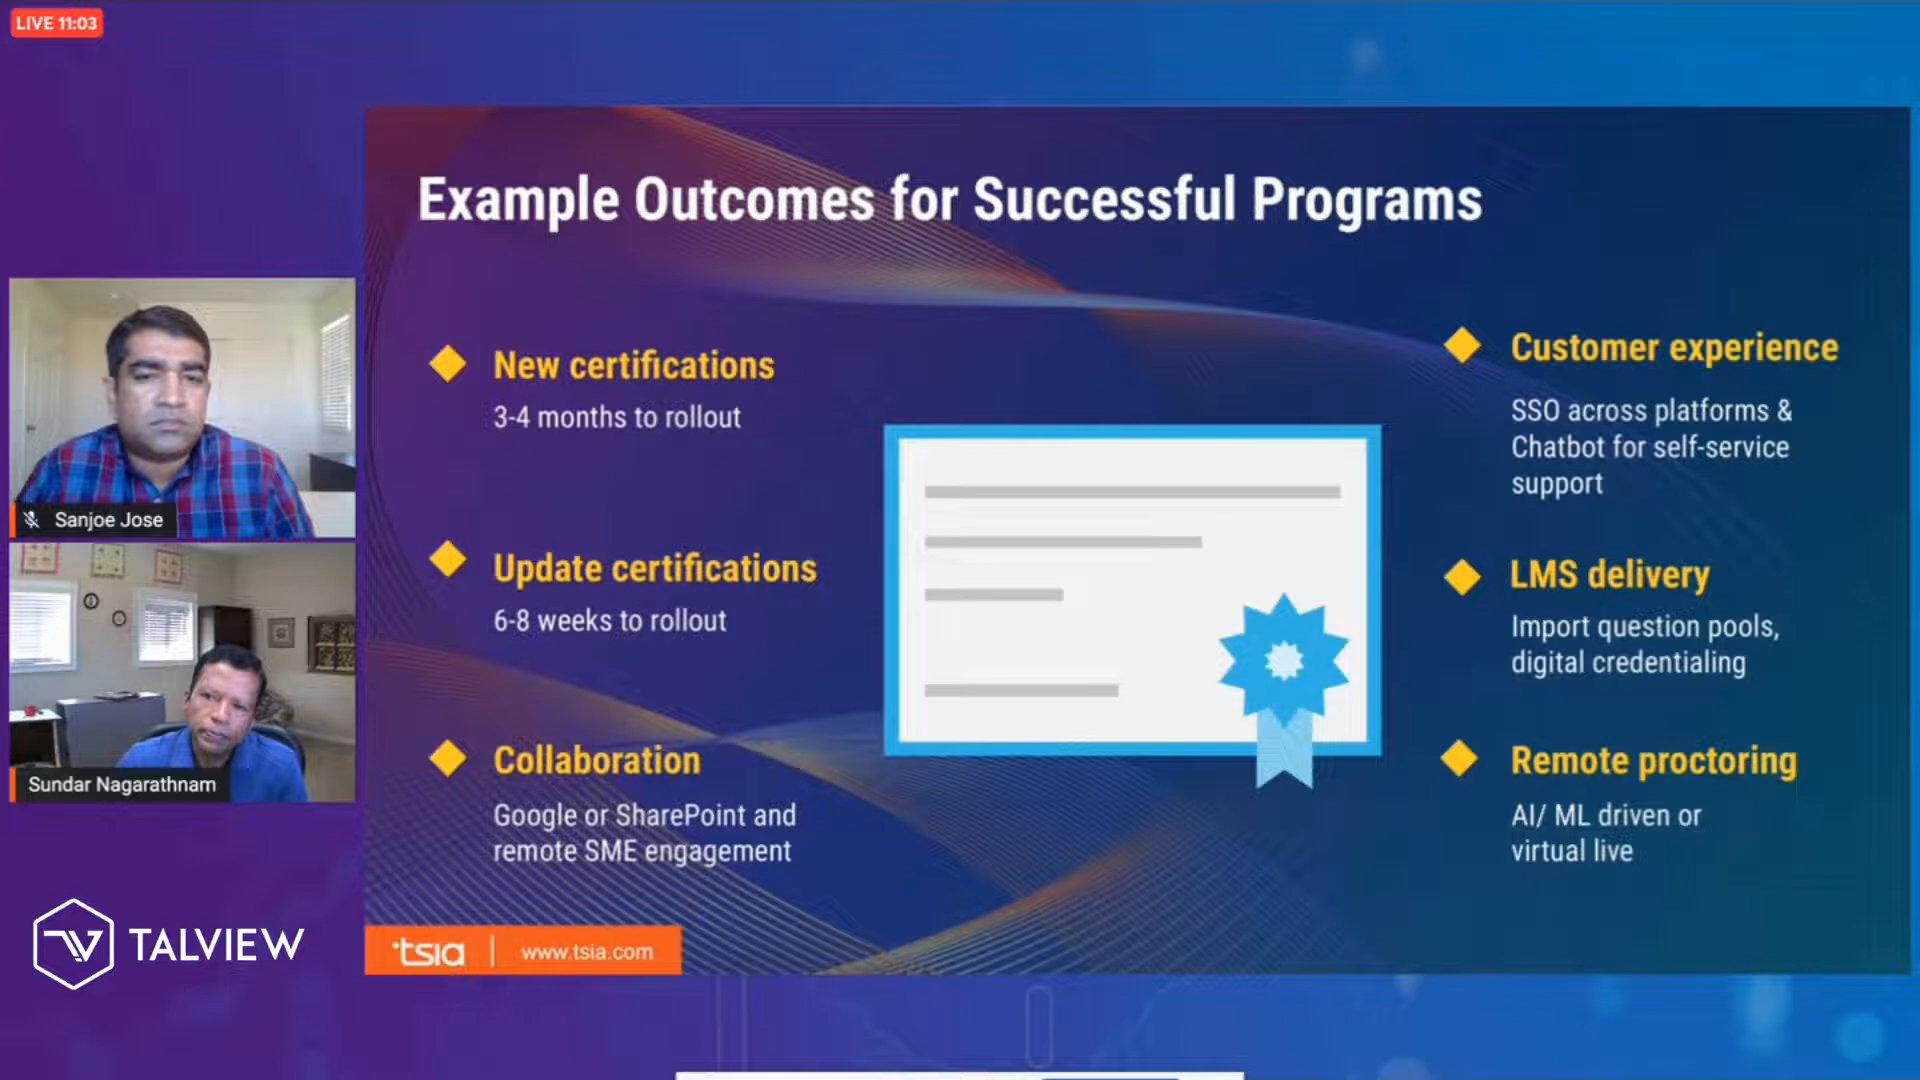 LIVE 11:03
Example Outcomes for Successful Programs
New certifications
3-4 months to rollout
Update certifications
6-8 weeks to rollout
Collaboration
Google or SharePoint and
remote SME engagement
Customer experience
SSO across platforms &
Chatbot for self-service
support
LMS delivery
Import question pools,
digital credentialing
Remote proctoring
AI/ ML driven or
virtual live
Sanjoe Jose
Sundar Nagarathnam
TALVIEW
tsia | www.tsia.com